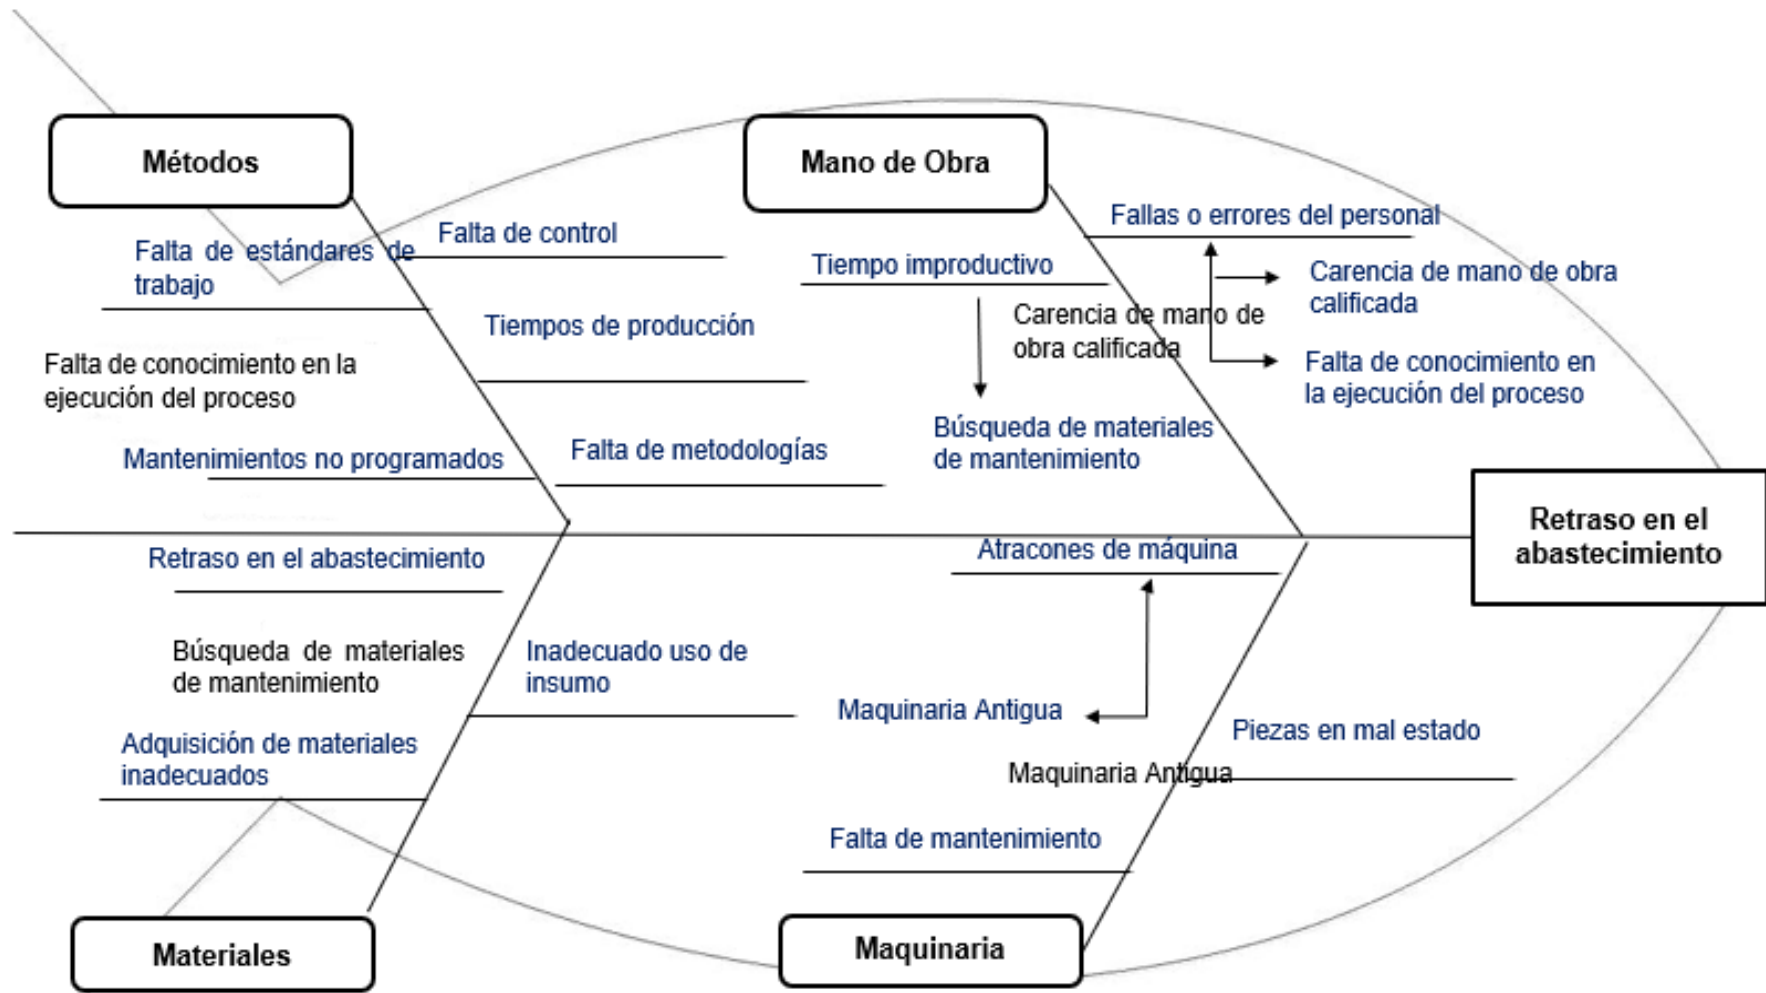 Métodos
Mano de Obra
Falta de estándares de
trabajo
Falta de control
Tiempos de producción
Falta de conocimiento en la
ejecución del proceso
Mantenimientos no programados
Falta de metodologías
Tiempo improductivo
Fallas o errores del personal
Carencia de mano de
obra calificada
Carencia de mano de obra
calificada
Falta de conocimiento en
la ejecución del proceso
Búsqueda de materiales
de mantenimiento
Retraso en el
abastecimiento
Retraso en el abastecimiento
Búsqueda de materiales
de mantenimiento
Inadecuado uso de
insumo
Adquisición de materiales
inadecuados
Atracones de máquina
Maquinaria Antigua
Maquinaria Antigua
Piezas en mal estado
Falta de mantenimiento
Materiales
Maquinaria